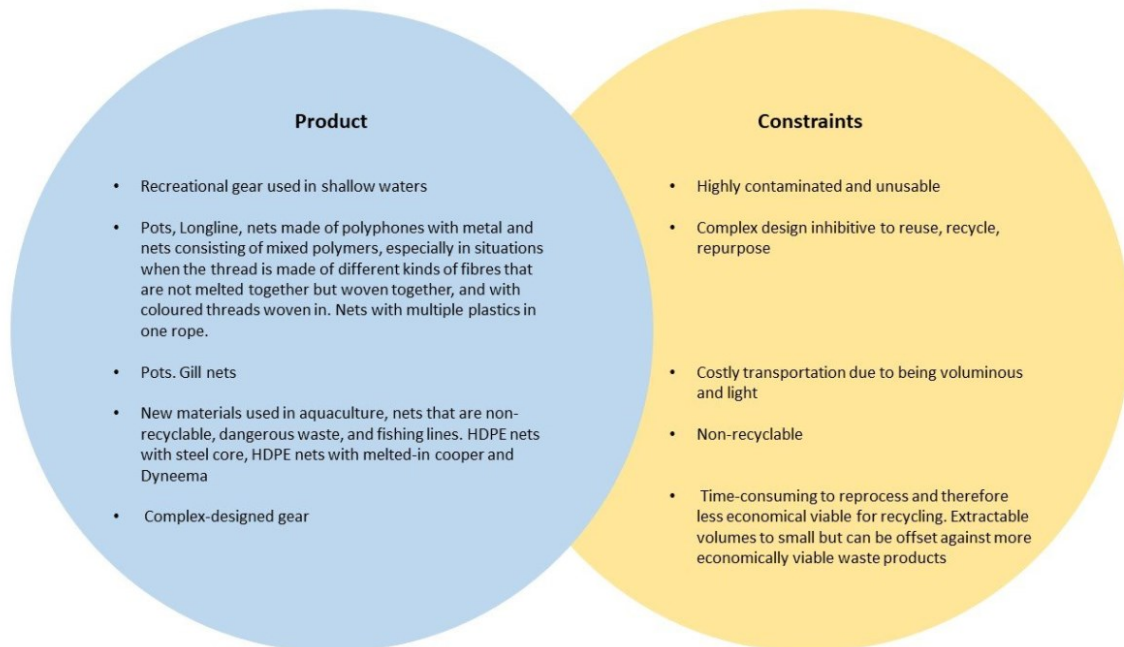 Product
• Recreational gear used in shallow waters
• Pots, Longline, nets made of polyphones with metal and
nets consisting of mixed polymers, especially in situations
when the thread is made of different kinds of fibres that
are not melted together but woven together, and with
coloured threads woven in. Nets with multiple plastics in
one rope.
• Pots. Gill nets
• New materials used in aquaculture, nets that are non-
recyclable, dangerous waste, and fishing lines. HDPE nets
with steel core, HDPE nets with melted-in cooper and
Dyneema
• Complex-designed gear
Constraints
• Highly contaminated and unusable
• Complex design inhibitive to reuse, recycle,
repurpose
• Costly transportation due to being voluminous
and light
• Non-recyclable
• Time-consuming to reprocess and therefore
less economical viable for recycling. Extractable
volumes to small but can be offset against more
economically viable waste products